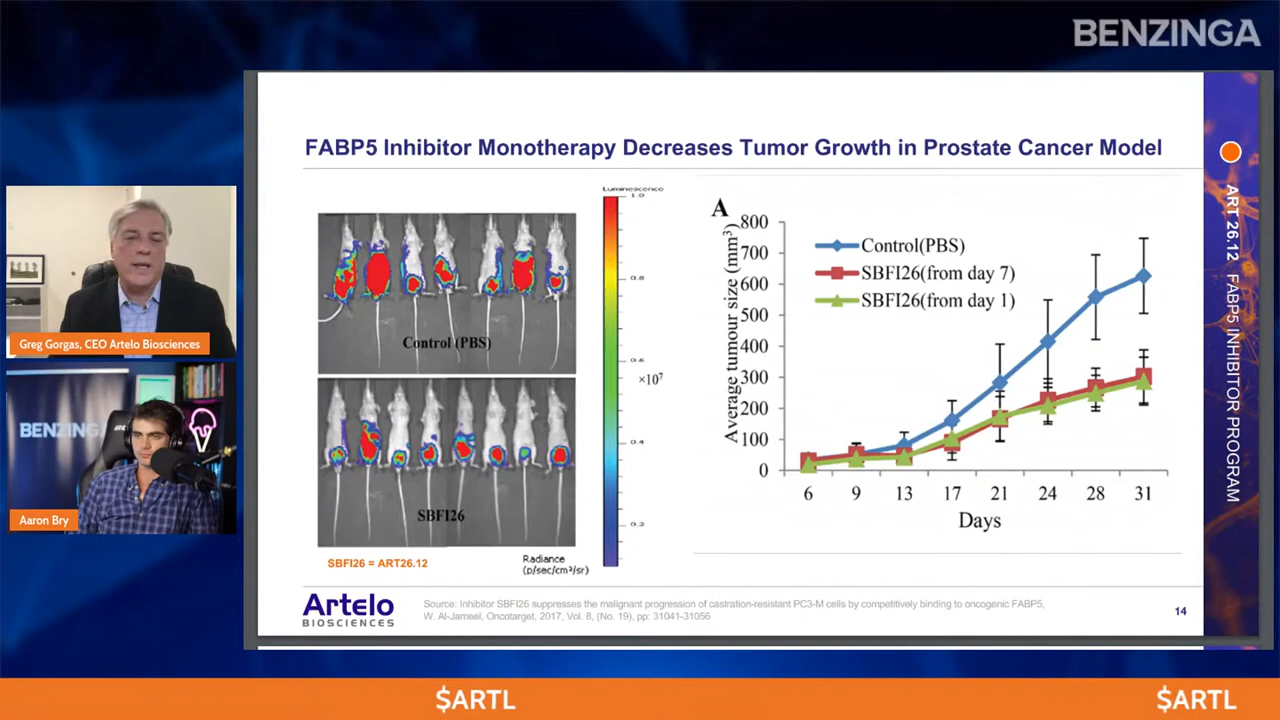 BENZINGA
FABP5 Inhibitor Monotherapy Decreases Tumor Growth in Prostate Cancer Model
Luminescence
1.0
0.8
0.6
×10⁷
0.4
0.2
Control (PBS)
SBFI26
SBFI26 = ART26.12
Radiance
(p/sec/cm²/sr)
A
Average tumour size (mm³)
800
700
600
500
400
300
200
100
0
Control(PBS)
SBFI26(from day 7)
SBFI26(from day 1)
6 9 13 17 21 24 28 31
Days
ART 26.12 FABP5 INHIBITOR PROGRAM
Greg Gorgas, CEO Artelo Biosciences
BENZINGA
Aaron Bry
Artelo
BIOSCIENCES
Source: Inhibitor SBFI26 suppresses the malignant progression of castration-resistant PC3-M cells by competitively binding to oncogenic FABP5,
W. Al-Jameel, Oncotarget, 2017, Vol. 8, (No. 19), pp: 31041-31056
14
$ARTL
$ARTL